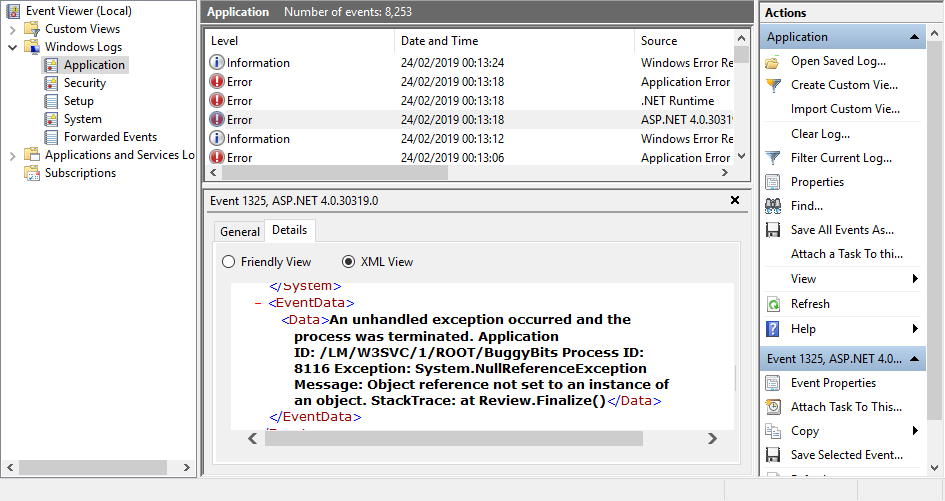 Event Viewer (Local)
Custom Views
Windows Logs
Application
Security
Setup
System
Forwarded Events
Applications and Services Lo
Subscriptions
Application Number of events: 8,253
Level Date and Time Source
Information 24/02/2019 00:13:24 Windows Error Re
Error 24/02/2019 00:13:18 Application Error
Error 24/02/2019 00:13:18 .NET Runtime
Error 24/02/2019 00:13:18 ASP.NET 4.0.30319
Information 24/02/2019 00:13:12 Windows Error Re
Error 24/02/2019 00:13:06 Application Error
Event 1325, ASP.NET 4.0.30319.0
General Details
Friendly View XML View
</System>
– <EventData>
<Data>An unhandled exception occurred and the
process was terminated. Application
ID: /LM/W3SVC/1/ROOT/BuggyBits Process ID:
8116 Exception: System.NullReferenceException
Message: Object reference not set to an instance of
an object. StackTrace: at Review.Finalize()</Data>
</EventData>
Actions
Application
Open Saved Log...
Create Custom Vie...
Import Custom Vie...
Clear Log...
Filter Current Log...
Properties
Find...
Save All Events As...
Attach a Task To thi...
View
Refresh
Help
Event 1325, ASP.NET 4.0...
Event Properties
Attach Task To This...
Copy
Save Selected Event...